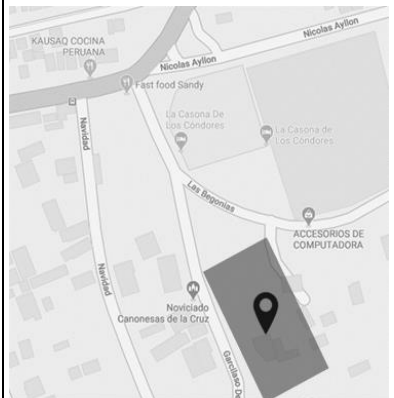 KAUSAQ COCINA
PERUANA
Nicolas Ayllon
Nicolas Ayllon
Fast food Sandy
Navidad
La Casona De
Los Cóndores
La Casona de
Los Cóndores
Las Begonias
ACCESORIOS DE
COMPUTADORA
Navidad
Noviciado
Canonesas de la Cruz
Garcilaso De